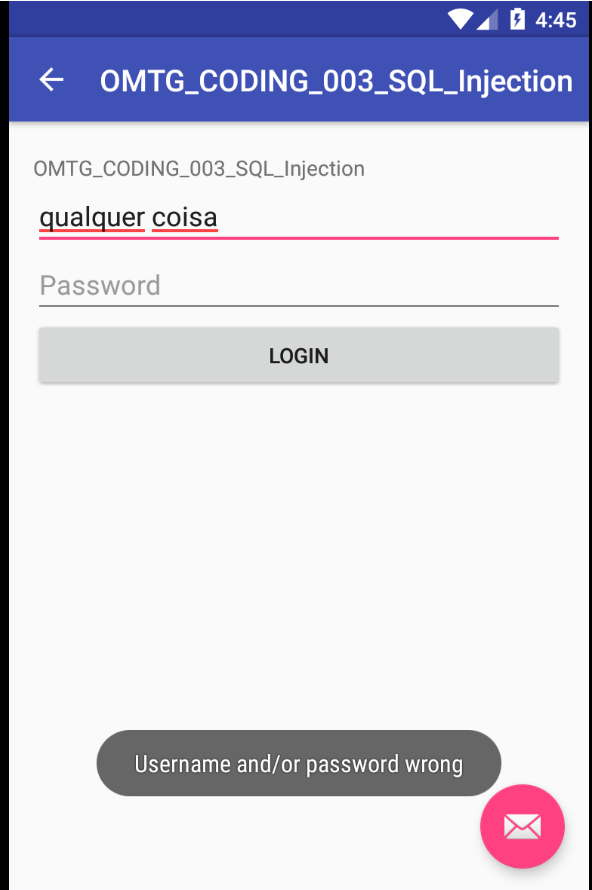 4:45
OMTG_CODING_003_SQL_Injection
OMTG_CODING_003_SQL_Injection
qualquer coisa
Password
LOGIN
Username and/or password wrong